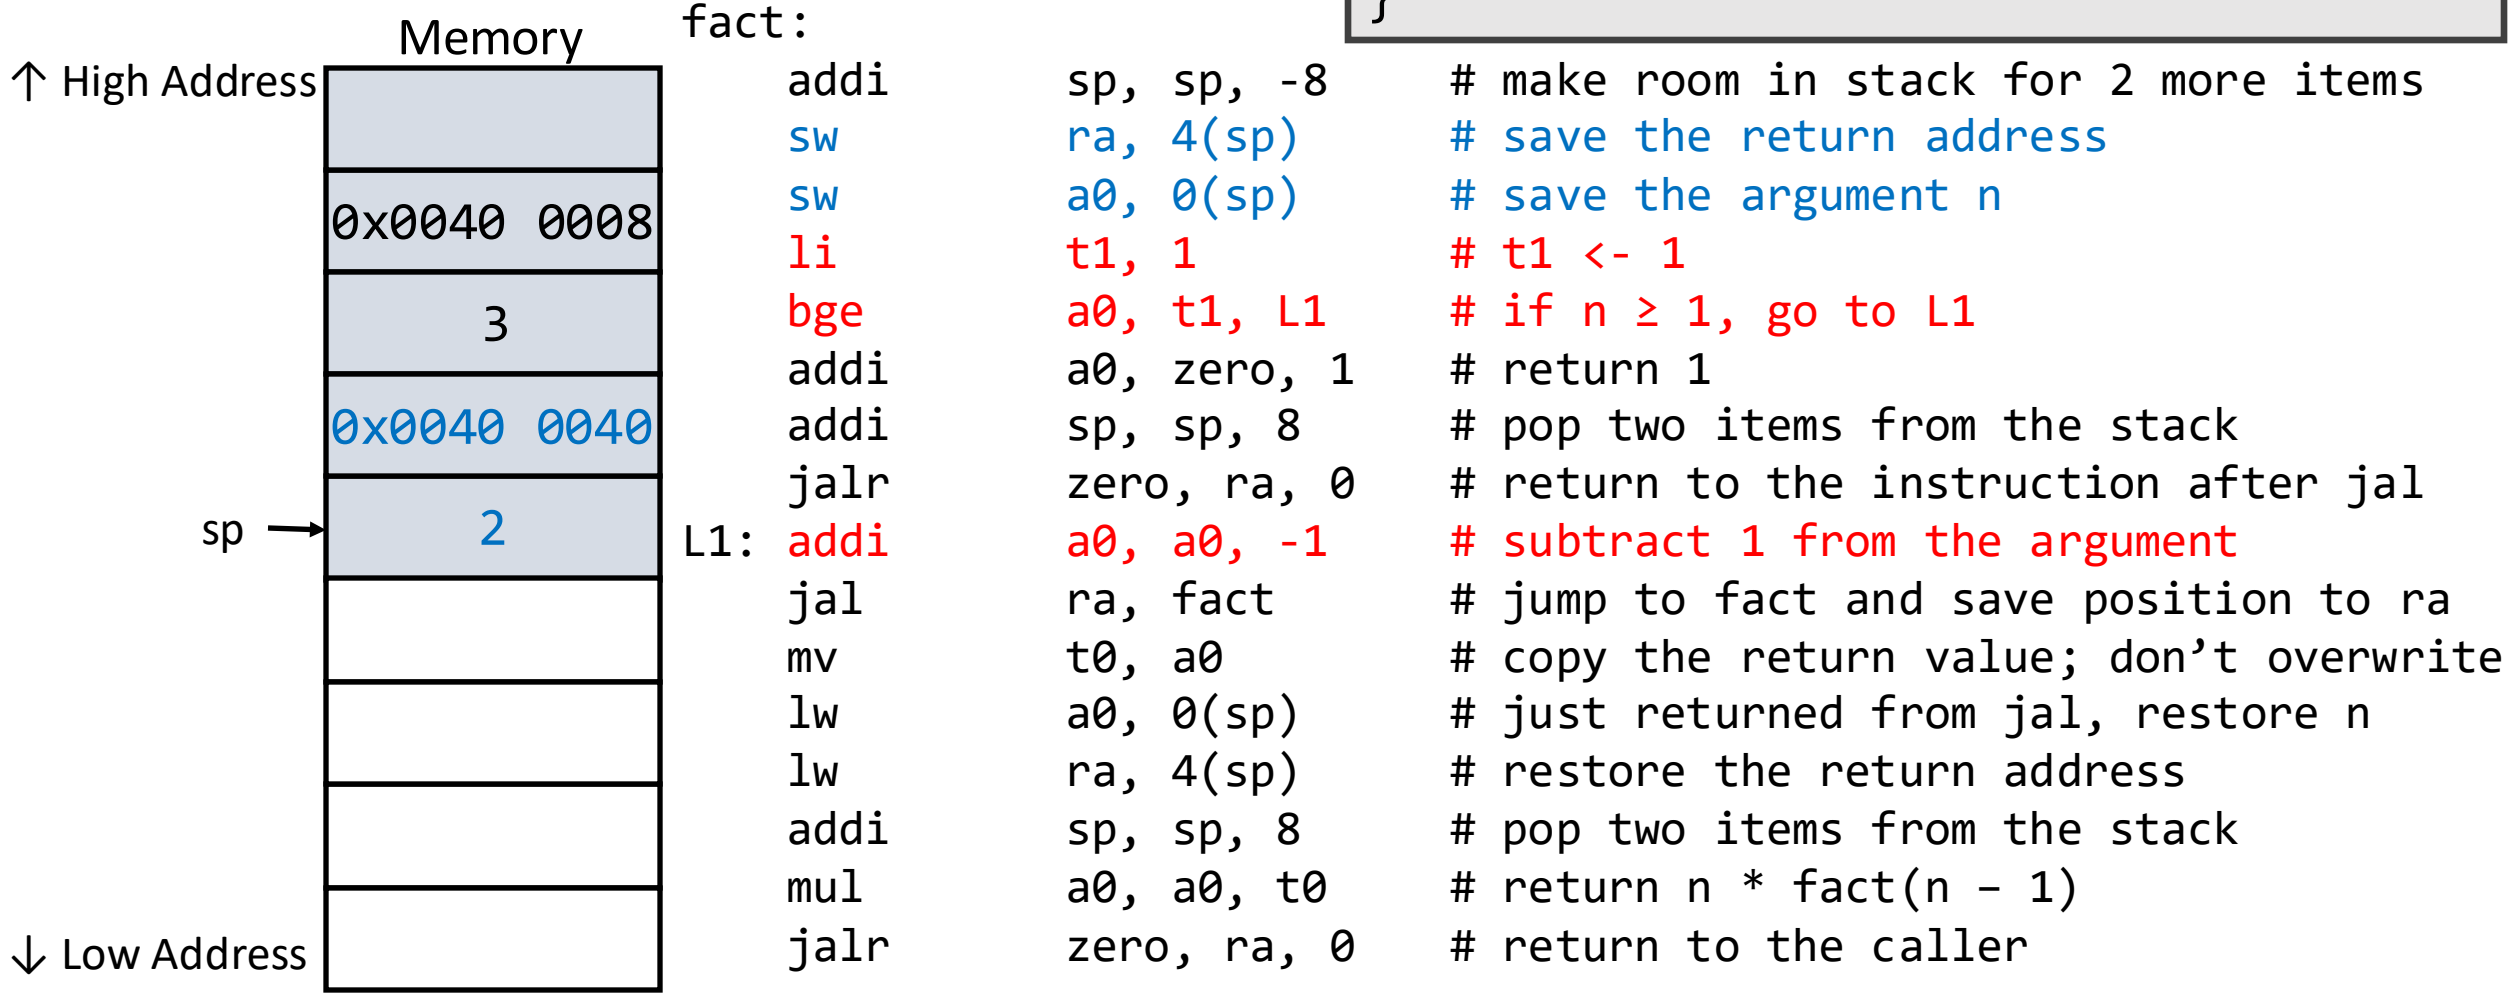 }
fact:
Memory
↑ High Address
0x0040 0008
3
0x0040 0040
sp
2
↓ Low Address
addi sp, sp, -8 # make room in stack for 2 more items
sw ra, 4(sp) # save the return address
sw a0, 0(sp) # save the argument n
li t1, 1 # t1 <- 1
bge a0, t1, L1 # if n ≥ 1, go to L1
addi a0, zero, 1 # return 1
addi sp, sp, 8 # pop two items from the stack
jalr zero, ra, 0 # return to the instruction after jal
L1: addi a0, a0, -1 # subtract 1 from the argument
jal ra, fact # jump to fact and save position to ra
mv t0, a0 # copy the return value; don’t overwrite
lw a0, 0(sp) # just returned from jal, restore n
lw ra, 4(sp) # restore the return address
addi sp, sp, 8 # pop two items from the stack
mul a0, a0, t0 # return n * fact(n – 1)
jalr zero, ra, 0 # return to the caller